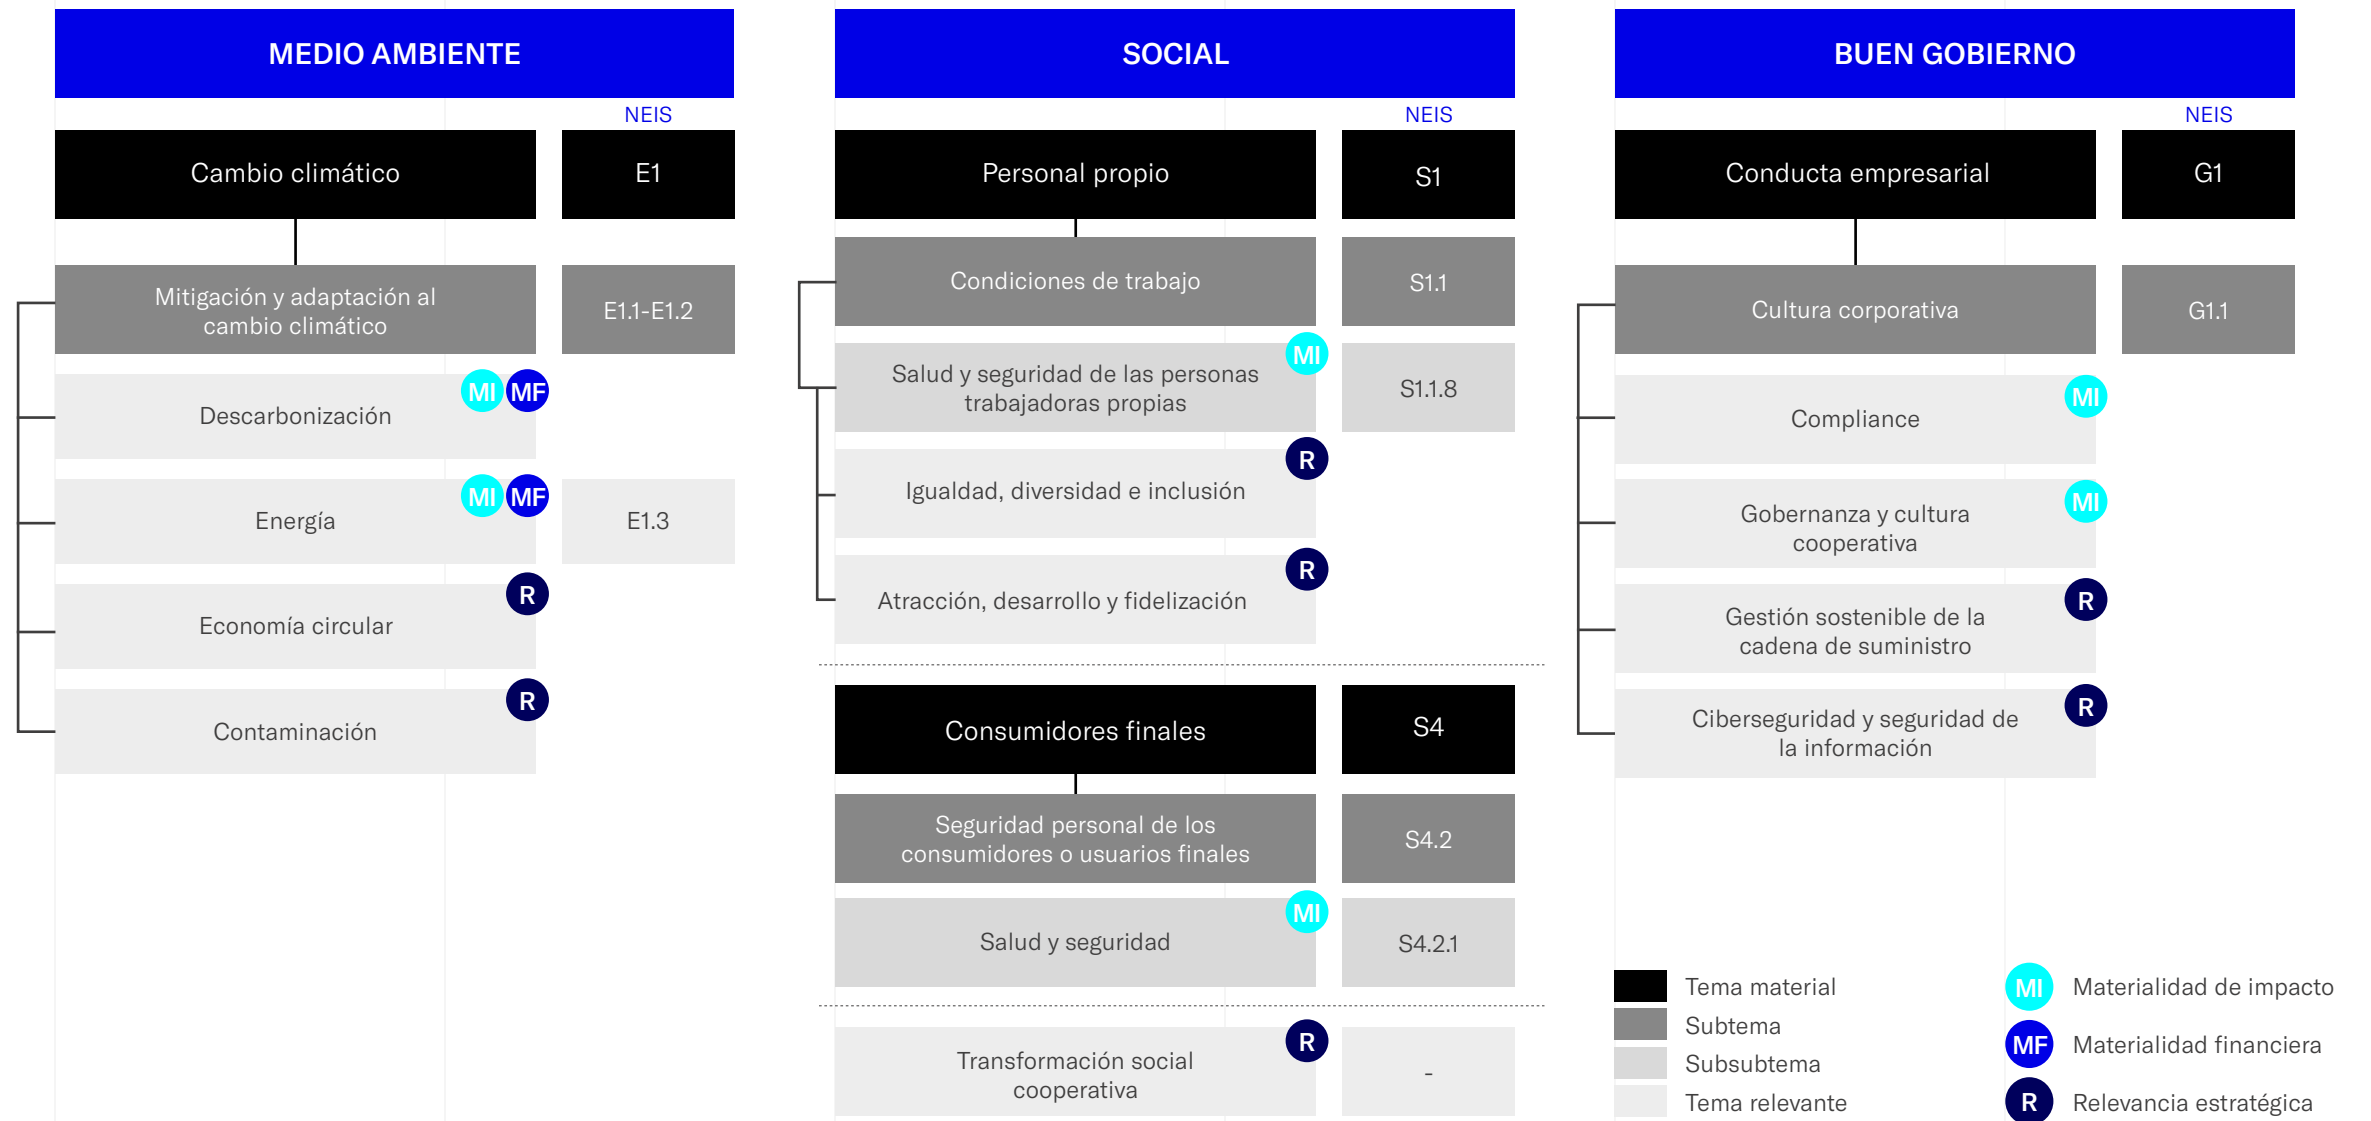 MEDIO AMBIENTE
NEIS
Cambio climático
E1
Mitigación y adaptación al
cambio climático
E1.1-E1.2
MI MF
Descarbonización
MI MF
Energía
E1.3
R
Economía circular
R
Contaminación
SOCIAL
NEIS
Personal propio
S1
Condiciones de trabajo
S1.1
MI
Salud y seguridad de las personas
trabajadoras propias
S1.1.8
R
Igualdad, diversidad e inclusión
R
Atracción, desarrollo y fidelización
Consumidores finales
S4
Seguridad personal de los
consumidores o usuarios finales
S4.2
MI
Salud y seguridad
S4.2.1
R
Transformación social
cooperativa
-
BUEN GOBIERNO
NEIS
Conducta empresarial
G1
Cultura corporativa
G1.1
MI
Compliance
MI
Gobernanza y cultura
cooperativa
R
Gestión sostenible de la
cadena de suministro
R
Ciberseguridad y seguridad de
la información
Tema material
Subtema
Subsubtema
Tema relevante
MI Materialidad de impacto
MF Materialidad financiera
R Relevancia estratégica